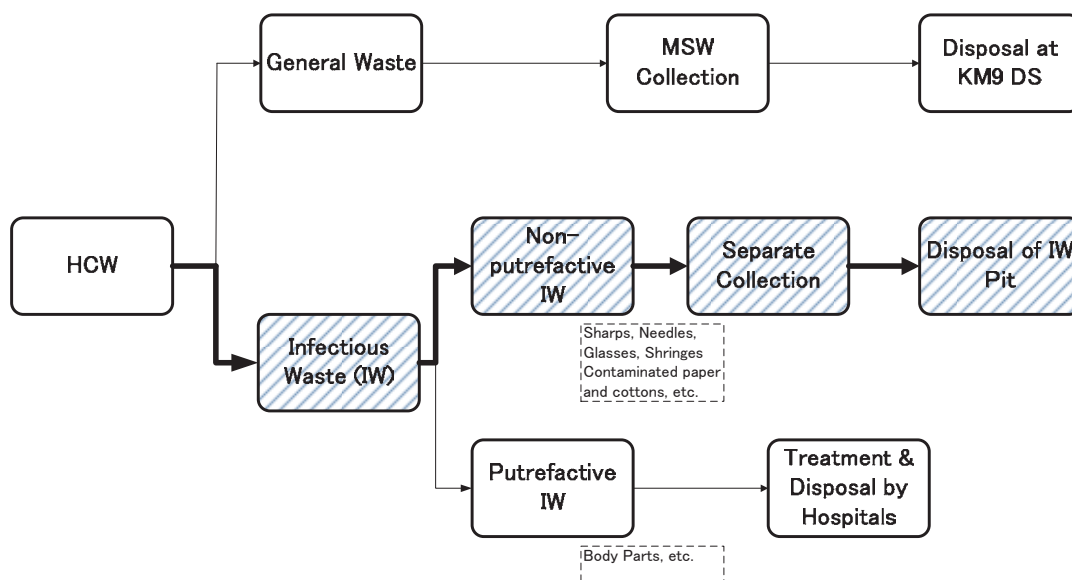 General Waste
MSW
Collection
Disposal at
KM9 DS
HCW
Infectious
Waste (IW)
Non-
putrefactive
IW
Separate
Collection
Disposal of IW
Pit
Sharps, Needles,
Glasses, Shringes
Contaminated paper
and cottons, etc.
Putrefactive
IW
Treatment &
Disposal by
Hospitals
Body Parts, etc.